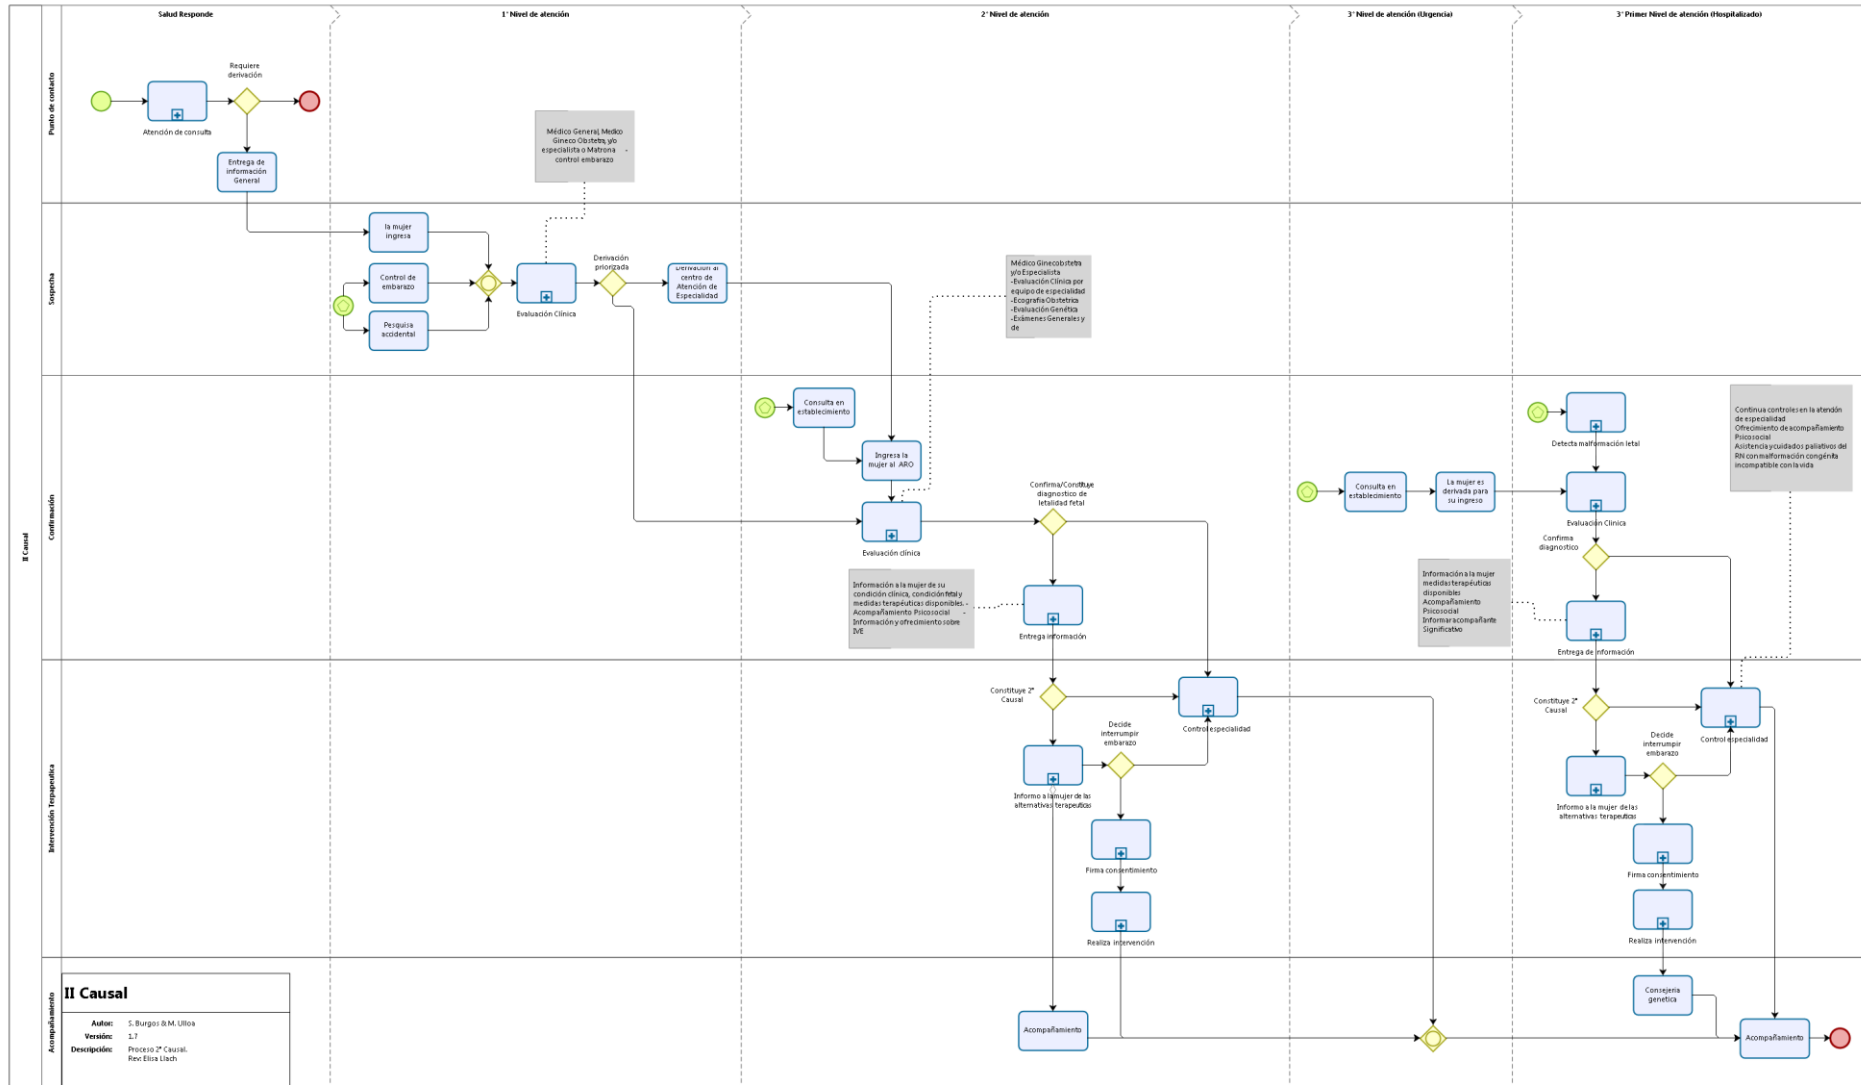 Salud Responde
1° Nivel de atención
2° Nivel de atención
3° Nivel de atención (Urgencia)
3° Primer Nivel de atención (Hospitalizado)
II Causal
Punto de contacto
Requiere
derivación
Atención de consulta
Entrega de
información
General
Médico General, Medico
Gineco Obstetra, y/o
especialista o Matrona -
control embarazo
Sospecha
la mujer
ingresa
Control de
embarazo
Pesquisa
accidental
Evaluación Clínica
Derivación
priorizada
Derivación al
centro de
Atención de
Especialidad
Médico Ginecobstetra
y/o Especialista
-Evaluación Clínica por
equipo de especialidad
-Ecografía Obstetrica
-Evaluación Genética
-Exámenes Generales y
de
Confirmación
Consulta en
establecimiento
Ingresa la
mujer al ARO
Evaluación clínica
Confirma/Constituye
diagnostico de
letalidad fetal
Información a la mujer de su
condición clínica, condición fetal y
medidas terapéuticas disponibles. -
Acompañamiento Psicosocial -
Información y ofrecimiento sobre
IVE
Entrega información
Consulta en
establecimiento
La mujer es
derivada para
su ingreso
Detecta malformación letal
Evaluación Clinica
Confirma
diagnostico
Información a la mujer
medidas terapéuticas
disponibles
Acompañamiento
Psicosocial
Informar acompañante
Significativo
Entrega de información
Continua controles en la atención
de especialidad
Ofrecimiento de acompañamiento
Psicosocial
Asistencia y cuidados paliativos del
RN con malformación congénita
incompatible con la vida
Intervención Terpapeutica
Constituye 2°
Causal
Control especialidad
Decide
interrumpir
embarazo
Informo a la mujer de las
alternativas terapeuticas
Firma consentimiento
Realiza intervención
Constituye 2°
Causal
Control especialidad
Decide
interrumpir
embarazo
Informo a la mujer de las
alternativas terapeuticas
Firma consentimiento
Realiza intervención
Acompañamiento
Acompañamiento
Consejería
genetica
Acompañamiento
II Causal
Autor: S. Burgos & M. Ulloa
Versión: 1.7
Descripción: Proceso 2° Causal.
Rev: Elisa Llach